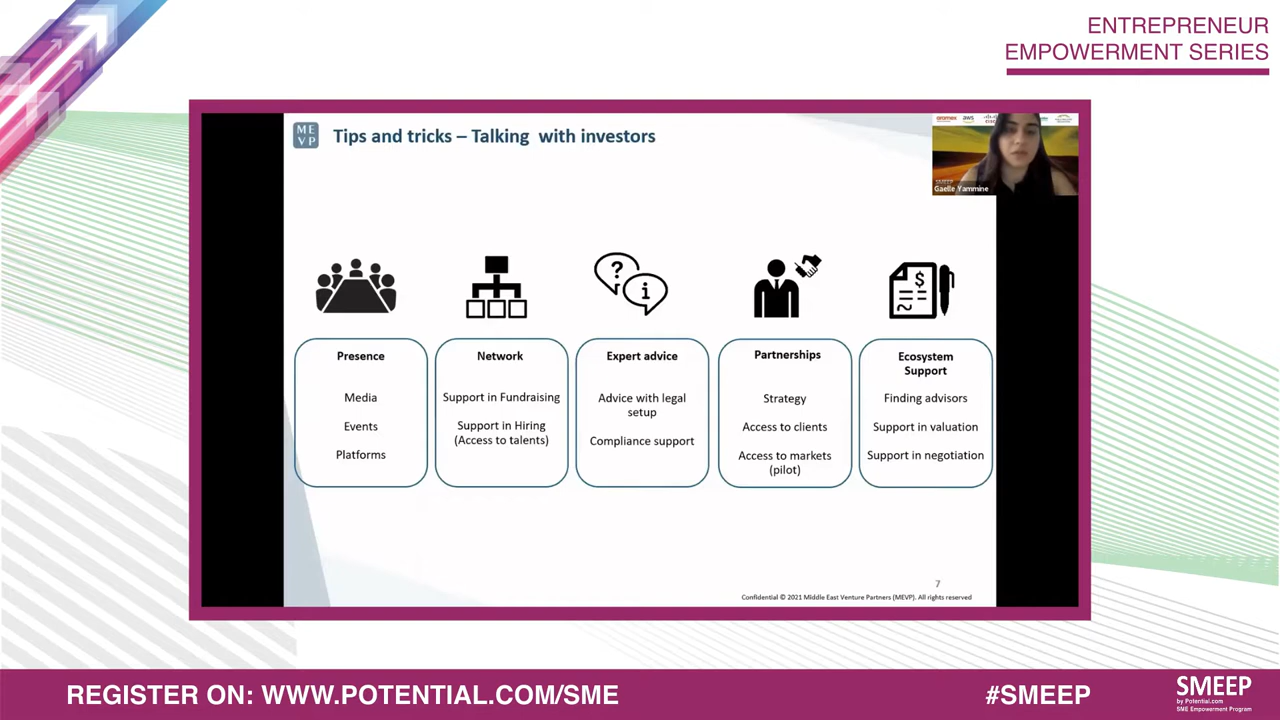 ENTREPRENEUR
EMPOWERMENT SERIES
ME
VP
Tips and tricks – Talking with investors
aramex
aws
SMEEP
Gaelle Yammine
?
i
$
Presence
Media
Events
Platforms
Network
Support in Fundraising
Support in Hiring
(Access to talents)
Expert advice
Advice with legal
setup
Compliance support
Partnerships
Strategy
Access to clients
Access to markets
(pilot)
Ecosystem
Support
Finding advisors
Support in valuation
Support in negotiation
7
Confidential © 2021 Middle East Venture Partners (MEVP). All rights reserved
REGISTER ON: WWW.POTENTIAL.COM/SME
#SMEEP
SMEEP
by Potential.com
SME Empowerment Program